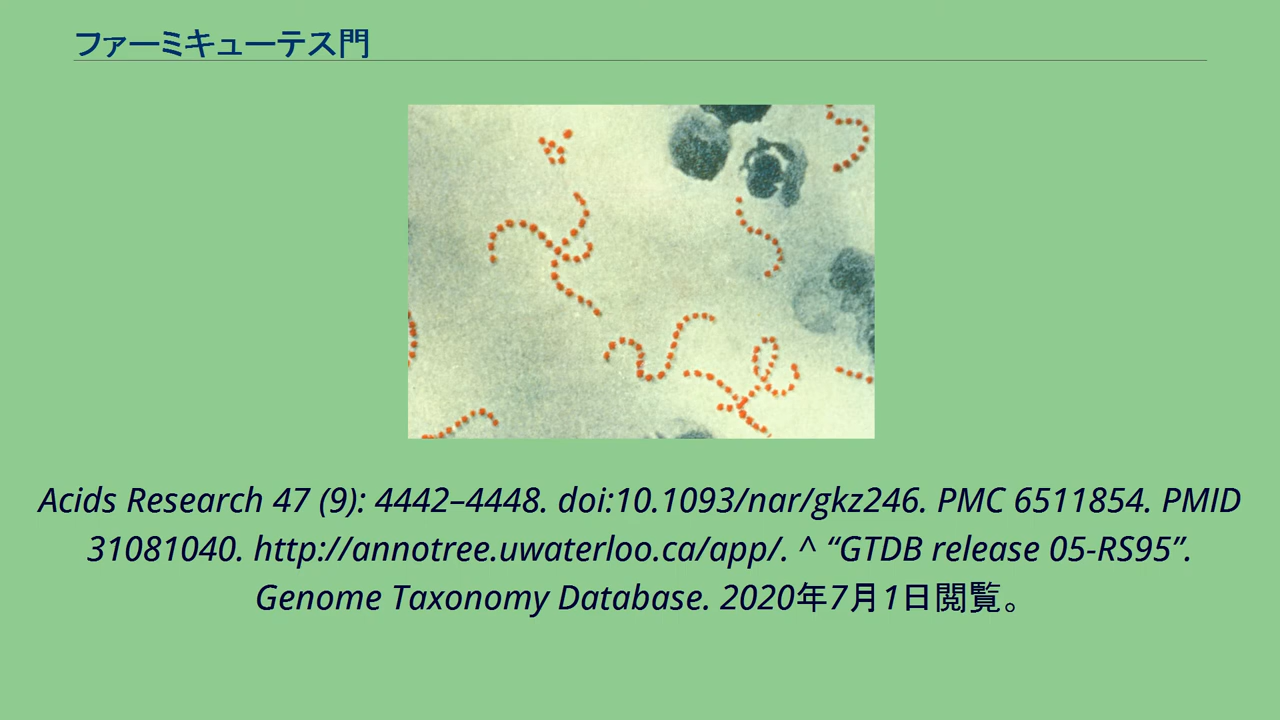 ファーミキューテス門
Acids Research 47 (9): 4442–4448. doi:10.1093/nar/gkz246. PMC 6511854. PMID
31081040. http://annotree.uwaterloo.ca/app/. ^ “GTDB release 05-RS95”.
Genome Taxonomy Database. 2020年7月1日閲覧。